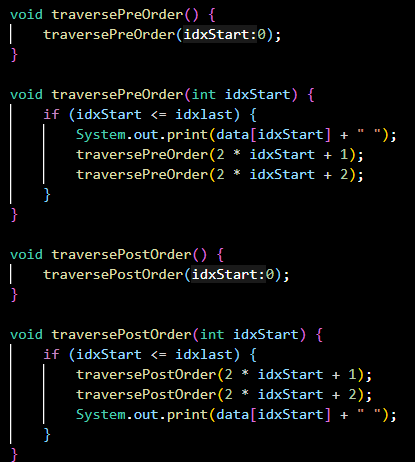 void traversePreOrder() {
    traversePreOrder(idxStart:0);
}
void traversePreOrder(int idxStart) {
    if (idxStart <= idxlast) {
        System.out.print(data[idxStart] + " ");
        traversePreOrder(2 * idxStart + 1);
        traversePreOrder(2 * idxStart + 2);
    }
}
void traversePostOrder() {
    traversePostOrder(idxStart:0);
}
void traversePostOrder(int idxStart) {
    if (idxStart <= idxlast) {
        traversePostOrder(2 * idxStart + 1);
        traversePostOrder(2 * idxStart + 2);
        System.out.print(data[idxStart] + " ");
    }
}